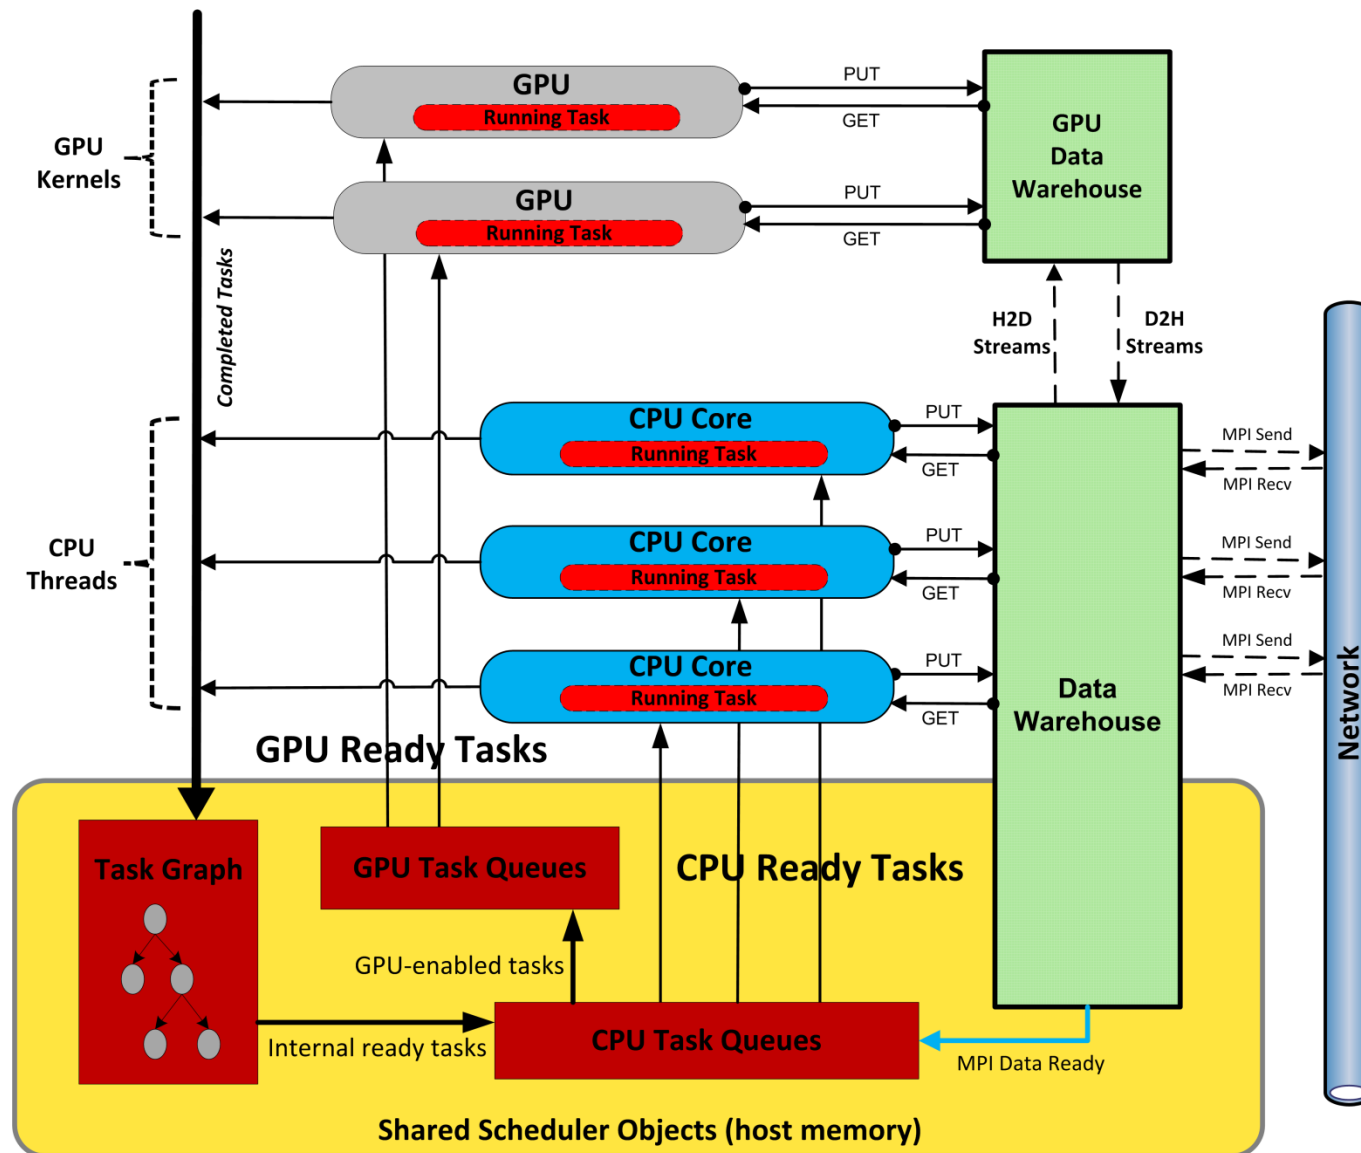 GPU
Running Task
PUT
GET
GPU
Data
Warehouse
GPU
Kernels
GPU
Running Task
PUT
GET
Completed Tasks
H2D
Streams
D2H
Streams
CPU Core
Running Task
PUT
GET
MPI Send
MPI Recv
CPU
Threads
CPU Core
Running Task
PUT
GET
MPI Send
MPI Recv
CPU Core
Running Task
PUT
GET
MPI Send
MPI Recv
Data
Warehouse
Network
GPU Ready Tasks
Task Graph
GPU Task Queues
CPU Ready Tasks
GPU-enabled tasks
Internal ready tasks
CPU Task Queues
MPI Data Ready
Shared Scheduler Objects (host memory)